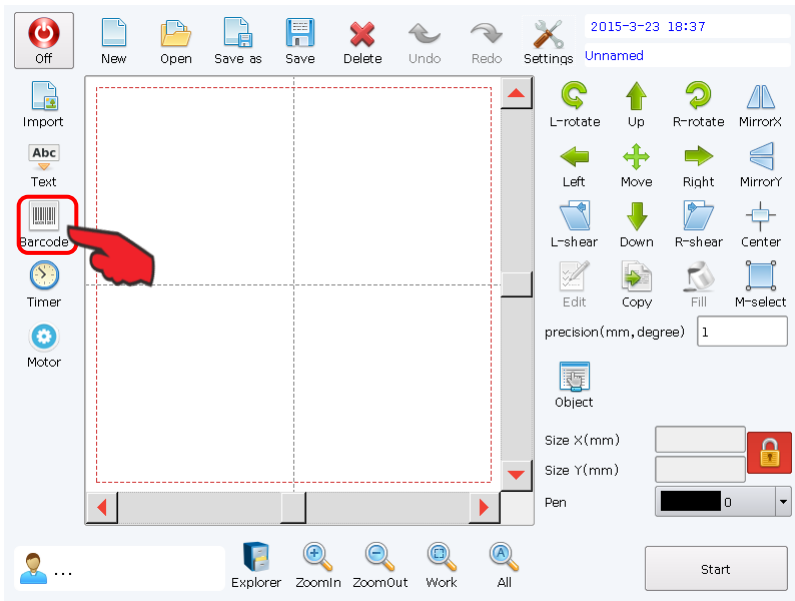 2015-3-23 18:37
Off New Open Save as Save Delete Undo Redo Settings Unnamed
Import
Abc
Text
Barcode
Timer
Motor
L-rotate Up R-rotate MirrorX
Left Move Right MirrorY
L-shear Down R-shear Center
Edit Copy Fill M-select
precision(mm,degree) 1
Object
Size X(mm)
Size Y(mm)
Pen 0
...
Explorer ZoomIn ZoomOut Work All
A
Start